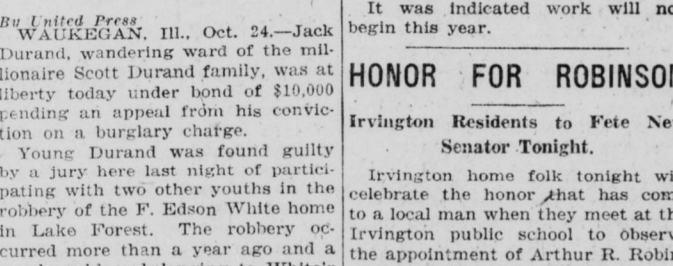 By United Press
WAUKEGAN, Ill., Oct. 24.—Jack
Durand, wandering ward of the mil-
lionaire Scott Durand family, was at
liberty today under bond of $10,000
pending an appeal from his convic-
tion on a burglary charge.
Young Durand was found guilty
by a jury here last night of partici-
pating with two other youths in the
robbery of the F. Edson White home
in Lake Forest. The robbery oc-
curred more than a year ago and a
It was indicated work will
begin this year.
HONOR FOR ROBINSON
Irvington Residents to Fete
Senator Tonight.
Irvington home folk tonight
celebrate the honor that has
to a local man when they meet at
Irvington public school to
the appointment of Arthur R.